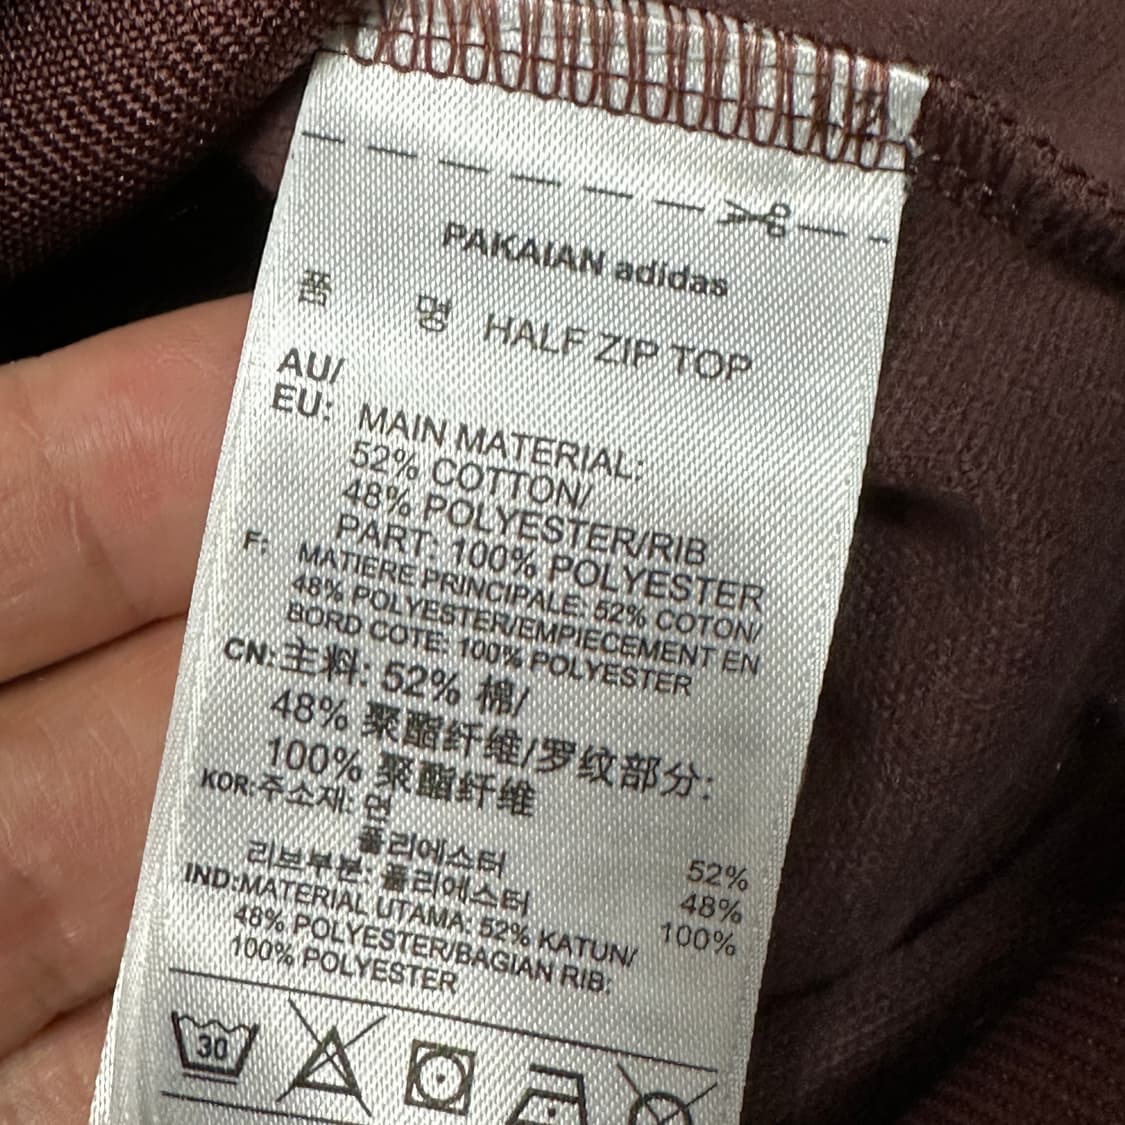 PAKAIAN adidas
품 명 HALF ZIP TOP
AU/
EU: MAIN MATERIAL:
52% COTTON/
48% POLYESTER/RIB
PART: 100% POLYESTER
F: MATIERE PRINCIPALE: 52% COTON/
48% POLYESTER/EMPIECEMENT EN
BORD COTE: 100% POLYESTER
CN: 主料: 52% 棉/
48% 聚酯纤维/罗纹部分:
100% 聚酯纤维
KOR: 주소재: 면 52%
폴리에스터 48%
리브부분: 폴리에스터 100%
IND: MATERIAL UTAMA: 52% KATUN/
48% POLYESTER/BAGIAN RIB:
100% POLYESTER
30